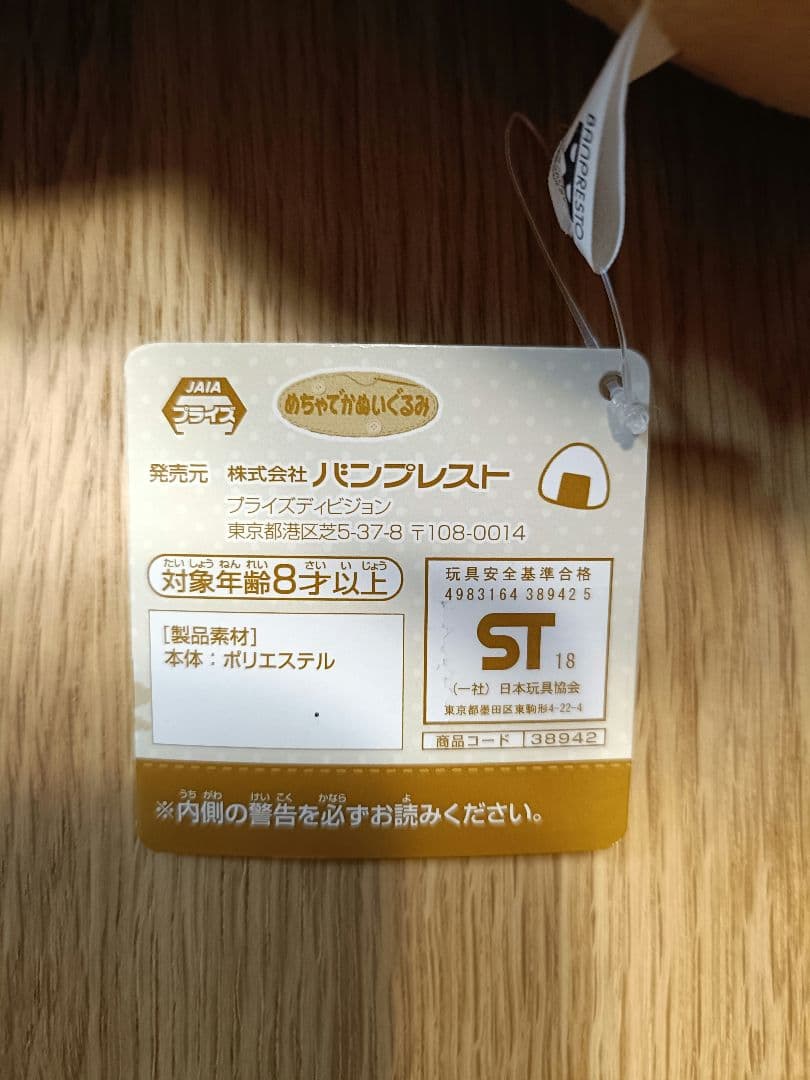 BANPRESTO
JAIA
プライズ
めちゃでかぬいぐるみ
発売元 株式会社 バンプレスト
プライズディビジョン
東京都港区芝5-37-8 〒108-0014
たいしょうねんれい さいいじょう
対象年齢8才以上
玩具安全基準合格
4983164 38942 5
ST 18
(一社) 日本玩具協会
東京都墨田区東駒形4-22-4
[製品素材]
本体:ポリエステル
商品コード 38942
うちがわ けいこく かなら よ
※内側の警告を必ずお読みください。